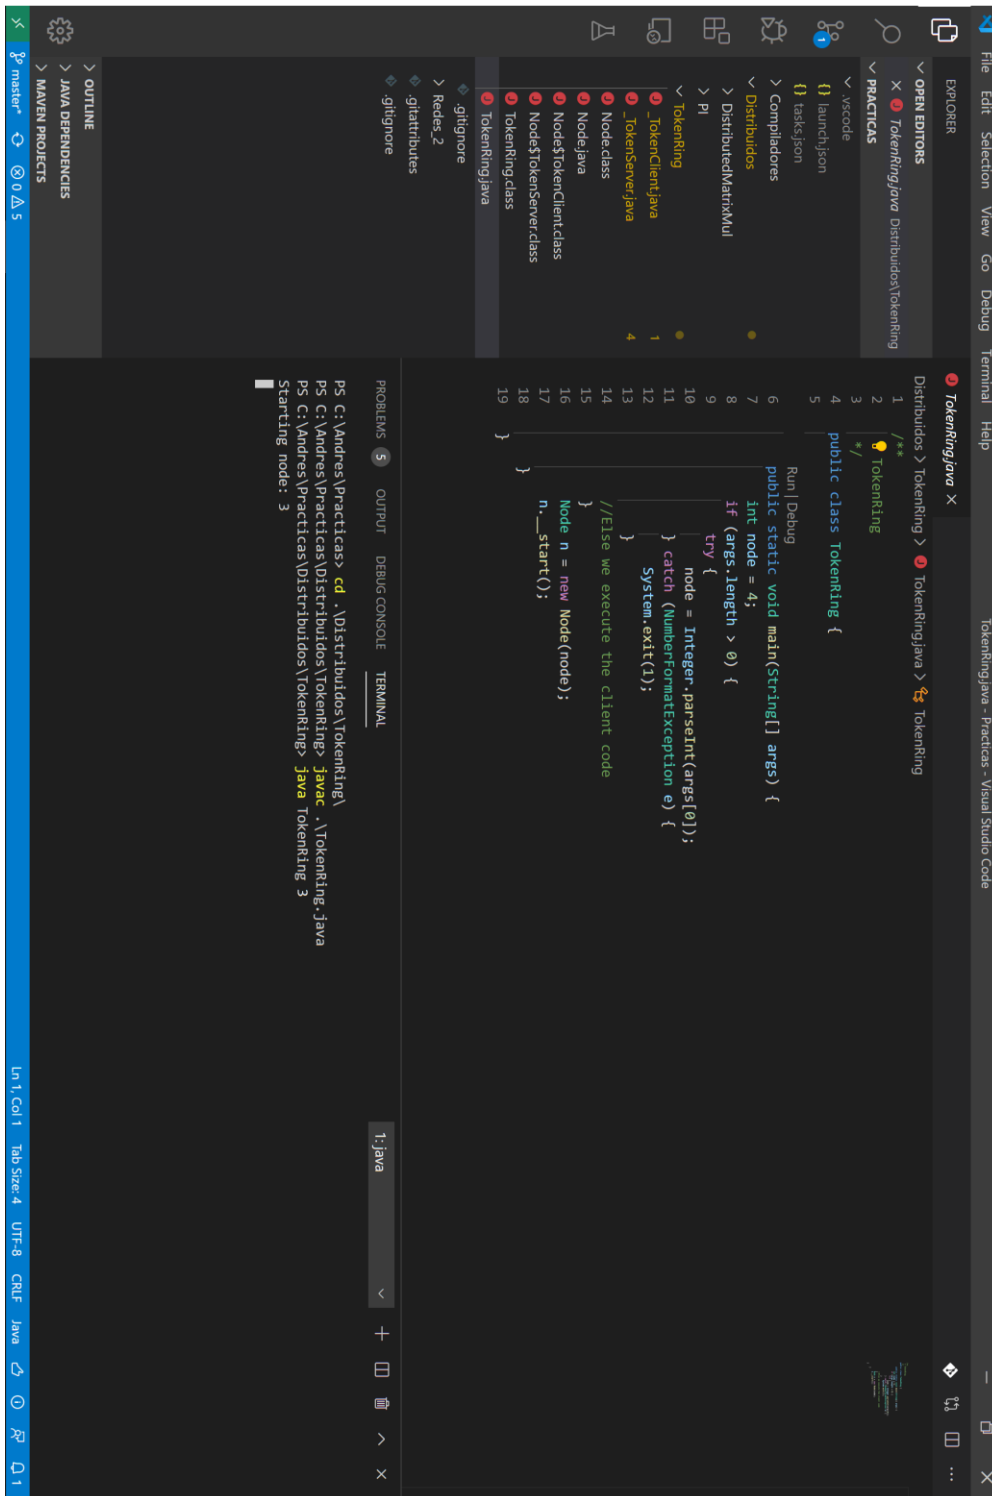 File Edit Selection View Go Debug Terminal Help
TokenRing.java - Practicas - Visual Studio Code
EXPLORER
OPEN EDITORS
TokenRing.java Distribuidos\TokenRing
PRACTICAS
.vscode
{} launch.json
{} tasks.json
Compiladores
Distribuidos
DistributedMatrixMul
PI
TokenRing
_TokenClient.java 1
_TokenServer.java 4
Node.class
Node.java
Node$TokenClient.class
Node$TokenServer.class
TokenRing.class
TokenRing.java
.gitignore
Redes_2
.gitattributes
.gitignore
OUTLINE
JAVA DEPENDENCIES
MAVEN PROJECTS
TokenRing.java
Distribuidos > TokenRing > TokenRing.java > TokenRing
1 /**
2 TokenRing
3 */
4 public class TokenRing {
5
Run | Debug
6 public static void main(String[] args) {
7 int node = 4;
8 if (args.length > 0) {
9 try {
10 node = Integer.parseInt(args[0]);
11 } catch (NumberFormatException e) {
12 System.exit(1);
13 }
14 //Else we execute the client code
15 }
16 Node n = new Node(node);
17 n.__start();
18 }
19 }
PROBLEMS 5 OUTPUT DEBUG CONSOLE TERMINAL
1: java
PS C:\Andres\Practicas> cd .\Distribuidos\TokenRing\
PS C:\Andres\Practicas\Distribuidos\TokenRing> javac .\TokenRing.java
PS C:\Andres\Practicas\Distribuidos\TokenRing> java TokenRing 3
Starting node: 3
master* 0 5
Ln 1, Col 1 Tab Size: 4 UTF-8 CRLF Java 1
1